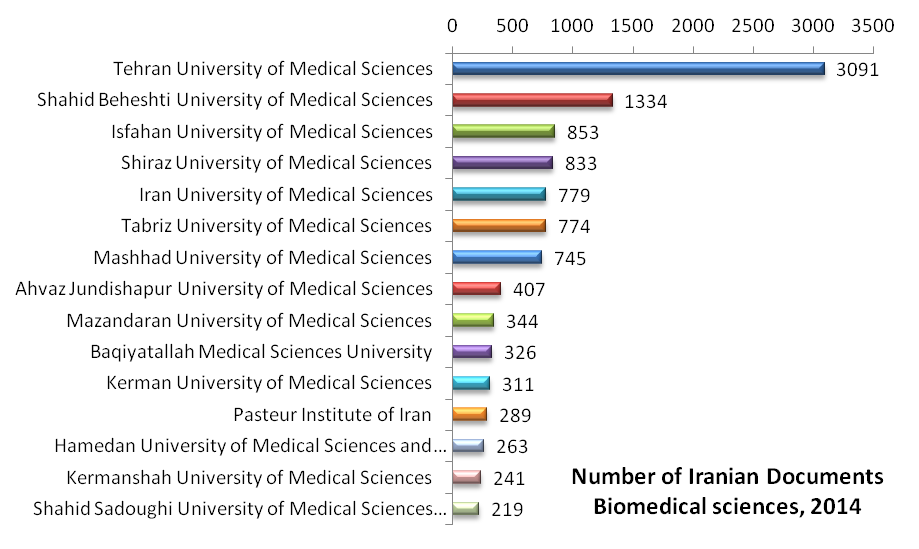 0 500 1000 1500 2000 2500 3000 3500
Tehran University of Medical Sciences 3091
Shahid Beheshti University of Medical Sciences 1334
Isfahan University of Medical Sciences 853
Shiraz University of Medical Sciences 833
Iran University of Medical Sciences 779
Tabriz University of Medical Sciences 774
Mashhad University of Medical Sciences 745
Ahvaz Jundishapur University of Medical Sciences 407
Mazandaran University of Medical Sciences 344
Baqiyatallah Medical Sciences University 326
Kerman University of Medical Sciences 311
Pasteur Institute of Iran 289
Hamedan University of Medical Sciences and... 263
Kermanshah University of Medical Sciences 241
Shahid Sadoughi University of Medical Sciences... 219
Number of Iranian Documents
Biomedical sciences, 2014